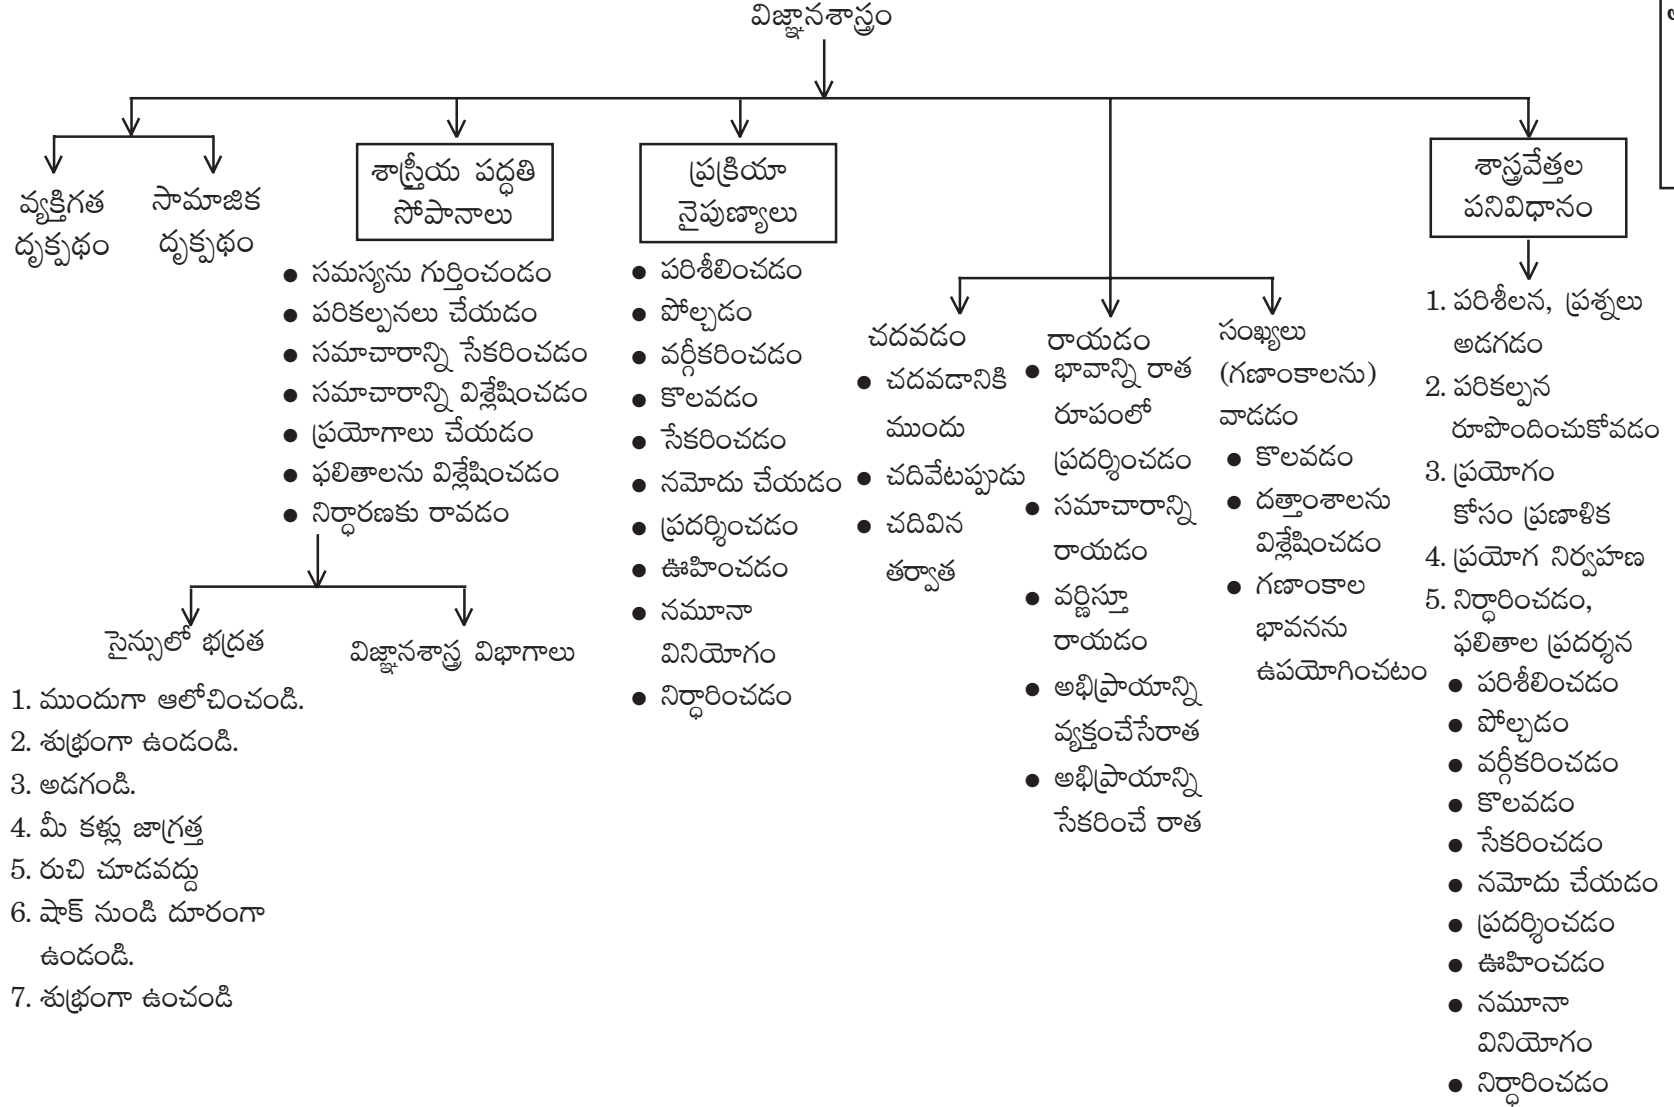 విజ్ఞానశాస్త్రం
వ్యక్తిగత
దృక్పథం
సామాజిక
దృక్పథం
శాస్త్రీయ పద్ధతి
సోపానాలు
● సమస్యను గుర్తించండం
● పరికల్పనలు చేయడం
● సమాచారాన్ని సేకరించడం
● సమాచారాన్ని విశ్లేషించడం
● ప్రయోగాలు చేయడం
● ఫలితాలను విశ్లేషించడం
● నిర్ధారణకు రావడం
సైన్సులో భద్రత
1. ముందుగా ఆలోచించండి.
2. శుభ్రంగా ఉండండి.
3. అడగండి.
4. మీ కళ్లు జాగ్రత్త
5. రుచి చూడవద్దు
6. షాక్ నుండి దూరంగా
ఉండండి.
7. శుభ్రంగా ఉంచండి
విజ్ఞానశాస్త్ర విభాగాలు
ప్రక్రియా
నైపుణ్యాలు
● పరిశీలించడం
● పోల్చడం
● వర్గీకరించడం
● కొలవడం
● సేకరించడం
● నమోదు చేయడం
● ప్రదర్శించడం
● ఊహించడం
● నమూనా
వినియోగం
● నిర్ధారించడం
చదవడం
● చదవడానికి
ముందు
● చదివేటప్పుడు
● చదివిన
తర్వాత
రాయడం
● భావాన్ని రాత
రూపంలో
ప్రదర్శించడం
● సమాచారాన్ని
రాయడం
● వర్ణిస్తూ
రాయడం
● అభిప్రాయాన్ని
వ్యక్తంచేసేరాత
● అభిప్రాయాన్ని
సేకరించే రాత
సంఖ్యలు
(గణాంకాలను)
వాడడం
● కొలవడం
● దత్తాంశాలను
విశ్లేషించడం
● గణాంకాల
భావనను
ఉపయోగించటం
శాస్త్రవేత్తల
పనివిధానం
1. పరిశీలన, ప్రశ్నలు
అడగడం
2. పరికల్పన
రూపొందించుకోవడం
3. ప్రయోగం
కోసం ప్రణాళిక
4. ప్రయోగ నిర్వహణ
5. నిర్ధారించడం,
ఫలితాల ప్రదర్శన
● పరిశీలించడం
● పోల్చడం
● వర్గీకరించడం
● కొలవడం
● సేకరించడం
● నమోదు చేయడం
● ప్రదర్శించడం
● ఊహించడం
● నమూనా
వినియోగం
● నిర్ధారించడం